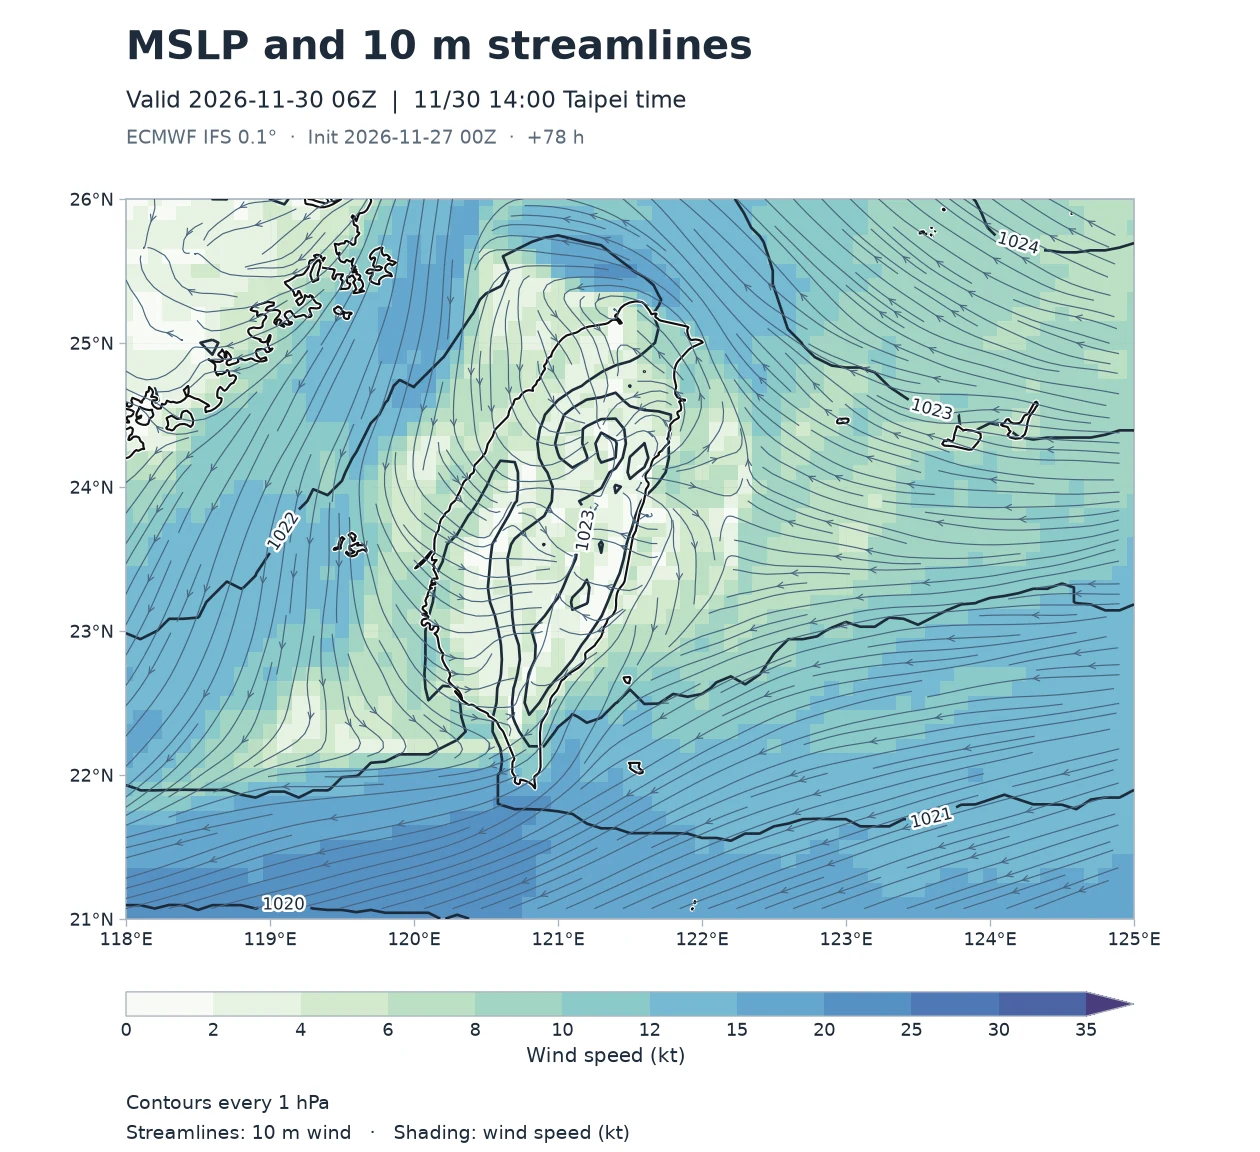 MSLP and 10 m streamlines
Valid 2026-11-30 06Z | 11/30 14:00 Taipei time
ECMWF IFS 0.1° · Init 2026-11-27 00Z · +78 h
26°N
1024
25°N
1023
24°N
1022
1023
23°N
22°N
1021
1020
21°N
118°E 119°E 120°E 121°E 122°E 123°E 124°E 125°E
0 2 4 6 8 10 12 15 20 25 30 35
Wind speed (kt)
Contours every 1 hPa
Streamlines: 10 m wind · Shading: wind speed (kt)